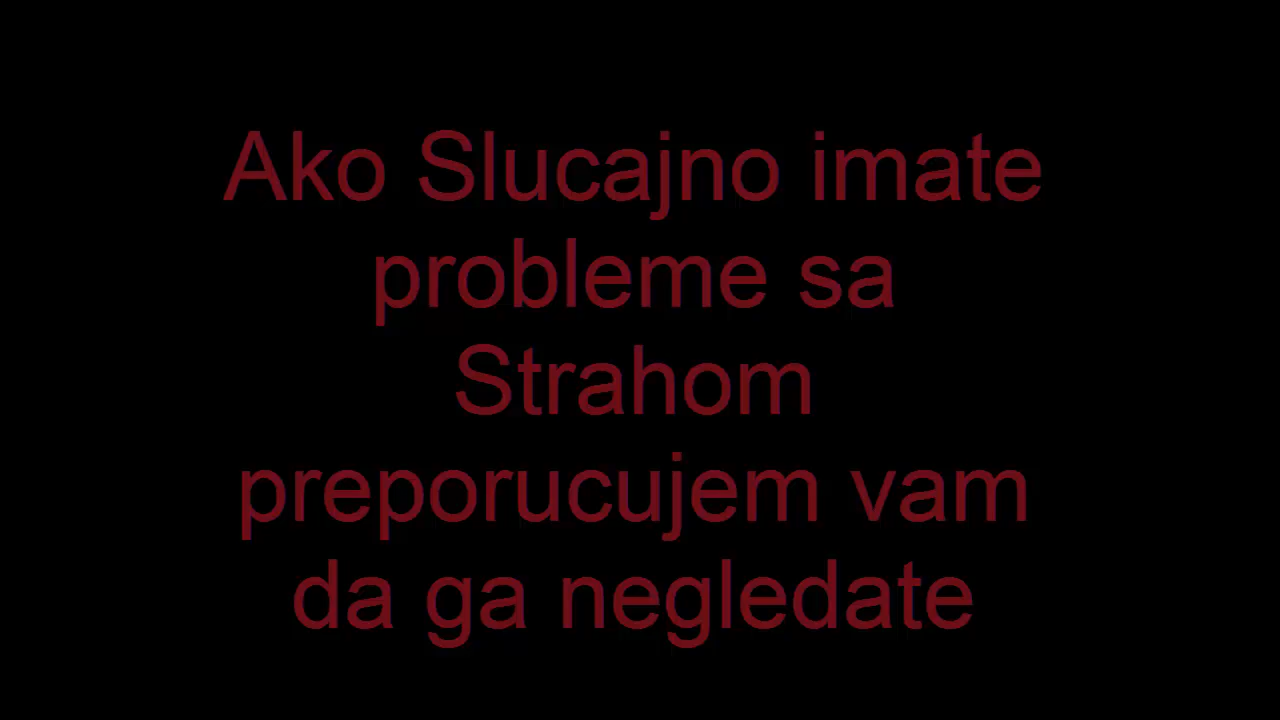 Ako Slucajno imate
probleme sa
Strahom
preporucujem vam
da ga negledate